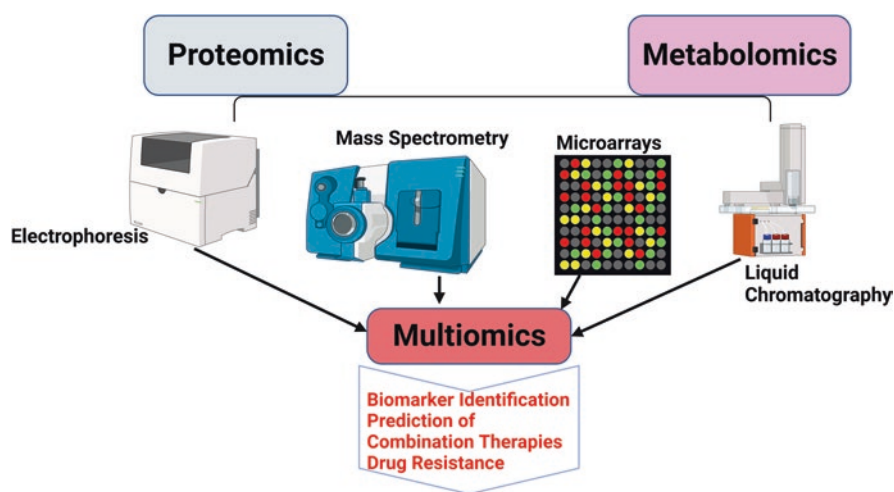 Proteomics
Metabolomics
Mass Spectrometry
Microarrays
Electrophoresis
Liquid
Chromatography
Multiomics
Biomarker Identification
Prediction of
Combination Therapies
Drug Resistance